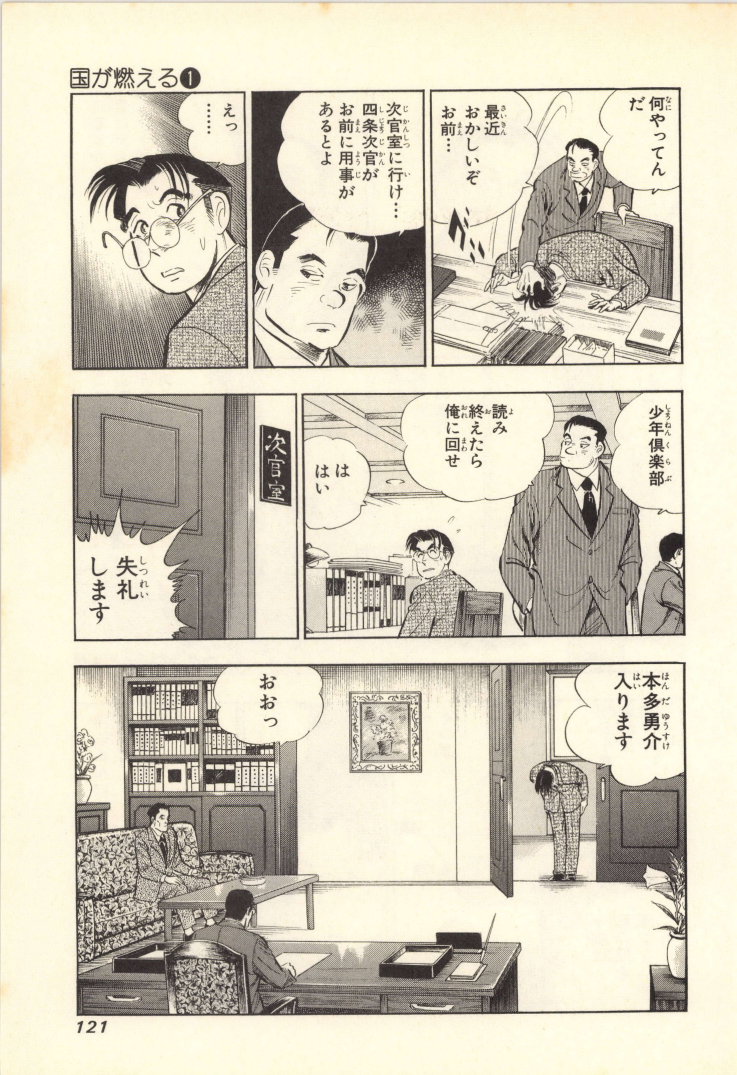 国が燃える❶
何やってん
だ
最近
おかしいぞ
お前…
ガバッ
次官室に行け…
四条次官が
お前に用事が
あるとよ
えっ
……
少年倶楽部
読み
終えたら
俺に回せ
は
はい
次官室
失礼
します
本多勇介
入ります
おおっ
121